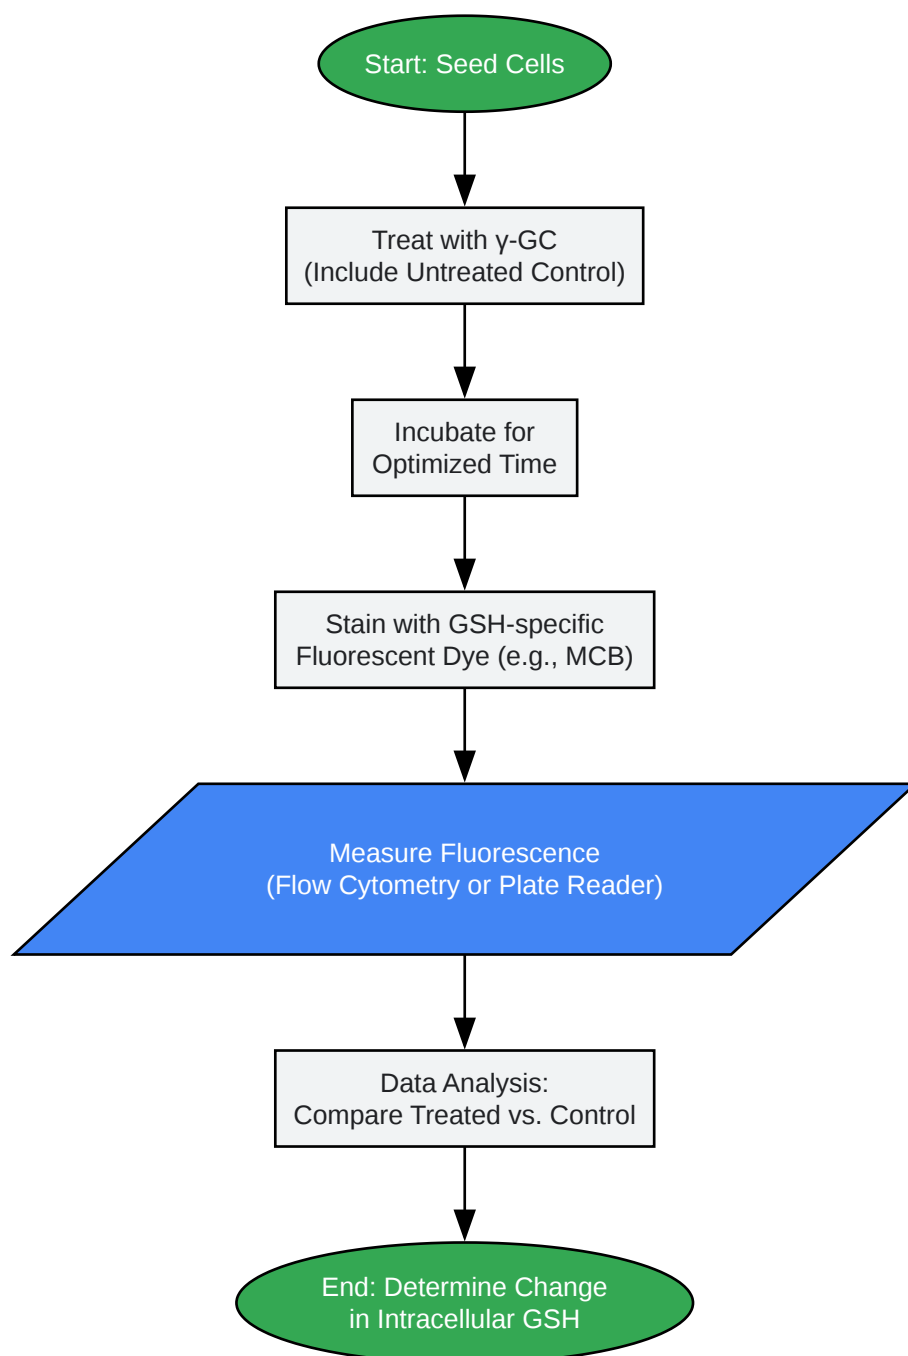 Start: Seed Cells
Treat with γ-GC
(Include Untreated Control)
Incubate for
Optimized Time
Stain with GSH-specific
Fluorescent Dye (e.g., MCB)
Measure Fluorescence
(Flow Cytometry or Plate Reader)
Data Analysis:
Compare Treated vs. Control
End: Determine Change
in Intracellular GSH